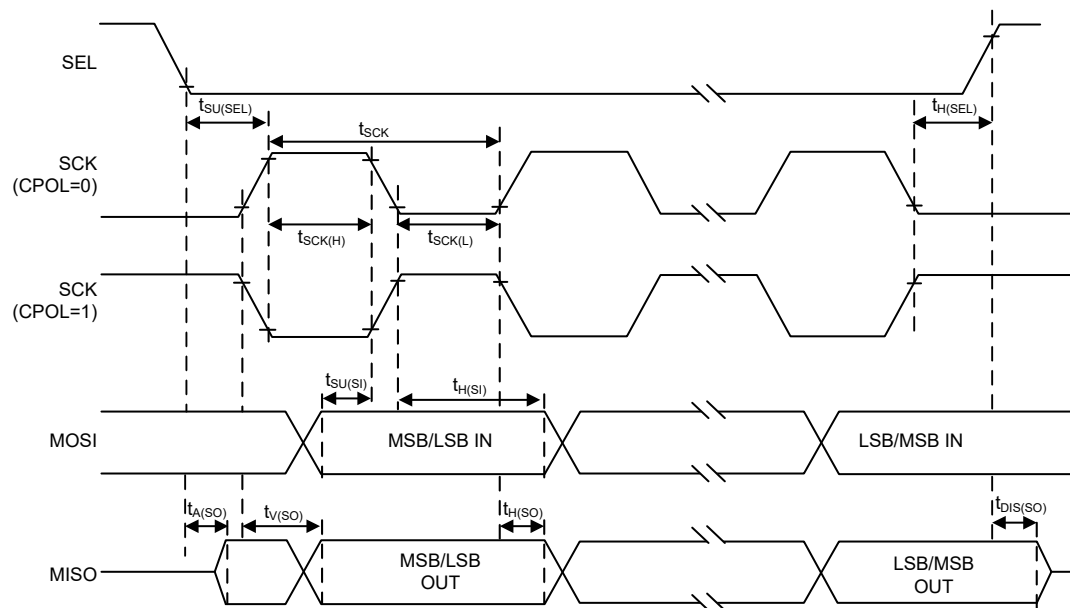 SEL
tSU(SEL)
tH(SEL)
tSCK
SCK
(CPOL=0)
tSCK(H)
tSCK(L)
SCK
(CPOL=1)
tSU(SI)
tH(SI)
MOSI
MSB/LSB IN
LSB/MSB IN
tA(SO)
tV(SO)
tH(SO)
tDIS(SO)
MISO
MSB/LSB
OUT
LSB/MSB
OUT